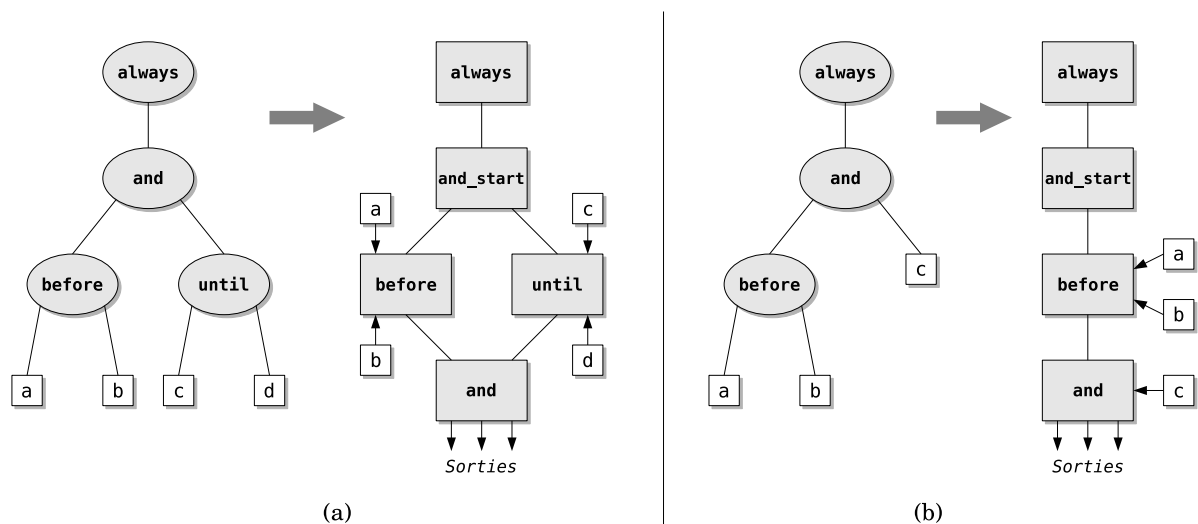 always
and
before
until
a
b
c
d
always
and_start
a
c
before
until
b
d
and
Sorties
(a)
always
and
before
c
a
b
always
and_start
before
a
b
and
c
Sorties
(b)